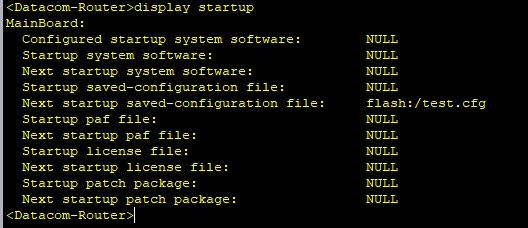 <Datacom-Router>display startup
MainBoard:
  Configured startup system software:        NULL
  Startup system software:                   NULL
  Next startup system software:              NULL
  Startup saved-configuration file:          NULL
  Next startup saved-configuration file:     flash:/test.cfg
  Startup paf file:                          NULL
  Next startup paf file:                     NULL
  Startup license file:                      NULL
  Next startup license file:                 NULL
  Startup patch package:                     NULL
  Next startup patch package:                NULL
<Datacom-Router>